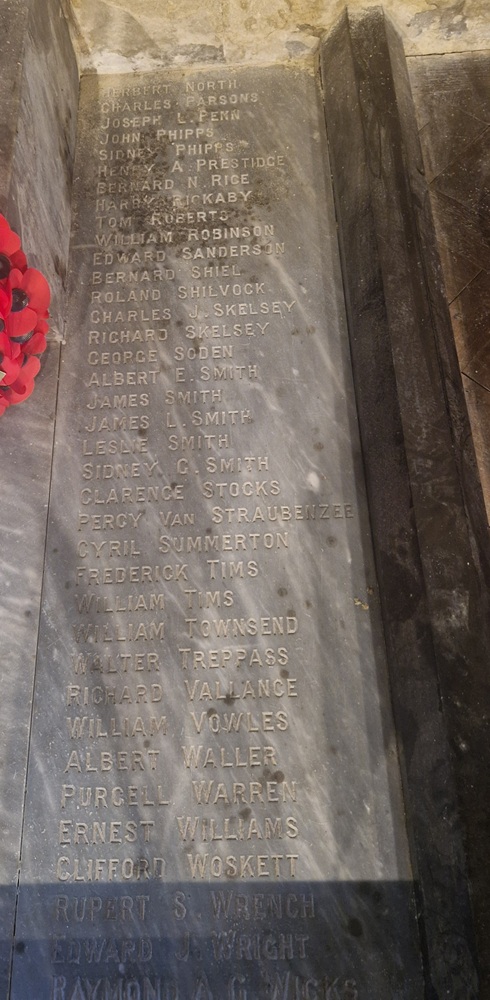 HERBERT NORTH
CHARLES PARSONS
JOSEPH L. PENN
JOHN PHIPPS
SIDNEY PHIPPS
HENRY A. PRESTIDGE
BERNARD N. RICE
HARRY RICKABY
TOM ROBERTS
WILLIAM ROBINSON
EDWARD SANDERSON
BERNARD SHIEL
ROLAND SHILVOCK
CHARLES J. SKELSEY
RICHARD SKELSEY
GEORGE SODEN
ALBERT E. SMITH
JAMES SMITH
JAMES L. SMITH
LESLIE SMITH
SIDNEY G. SMITH
CLARENCE STOCKS
PERCY VAN STRAUBENZEE
CYRIL SUMMERTON
FREDERICK TIMS
WILLIAM TIMS
WILLIAM TOWNSEND
WALTER TREPPASS
RICHARD VALLANCE
WILLIAM VOWLES
ALBERT WALLER
PURCELL WARREN
ERNEST WILLIAMS
CLIFFORD WOSKETT
RUPERT S. WRENCH
EDWARD J. WRIGHT
RAYMOND A. G. WICKS